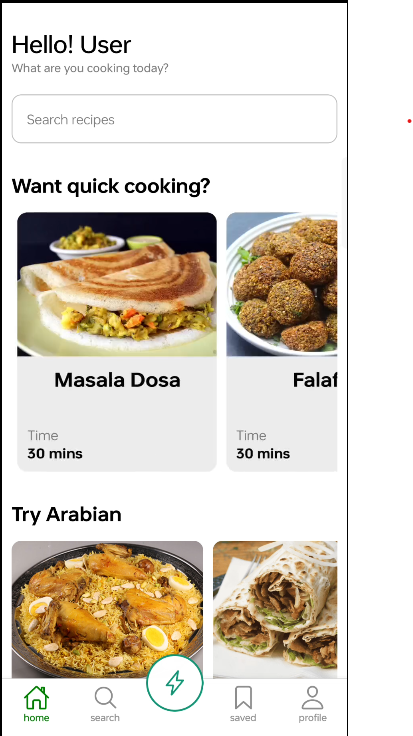 Hello! User
What are you cooking today?
Search recipes
Want quick cooking?
Masala Dosa
Falaf
Time
30 mins
Time
30 mins
Try Arabian
home
search
saved
profile